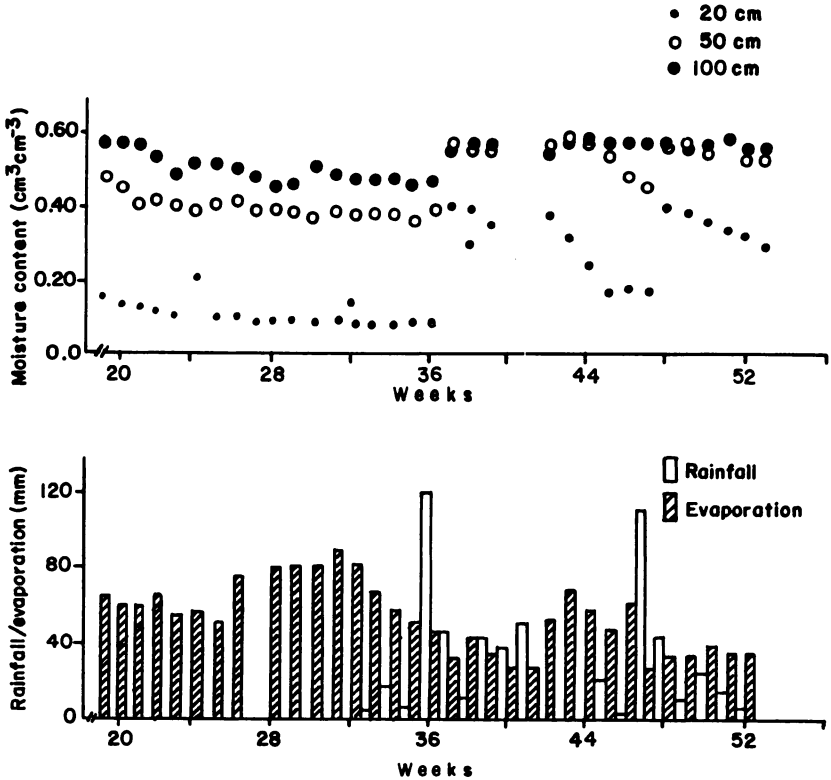 20 cm
50 cm
100 cm
Moisture content (cm³cm⁻³)
0.60
0.40
0.20
0.0
20 28 36 44 52
Weeks
Rainfall/evaporation (mm)
120
80
40
0
Rainfall
Evaporation
20 28 36 44 52
Weeks